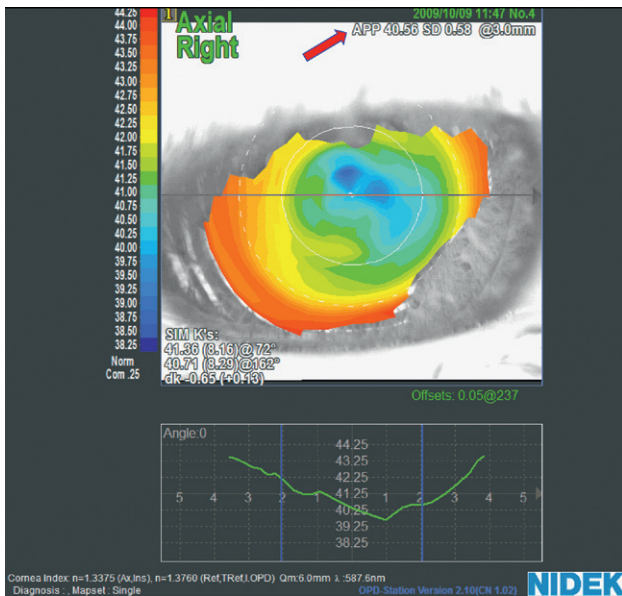 1 Axial
Right
2009/10/09 11:47 No.4
APP 40.56 SD 0.58 @3.0mm
44.25
44.00
43.75
43.50
43.25
43.00
42.75
42.50
42.25
42.00
41.75
41.50
41.25
41.00
40.75
40.50
40.25
40.00
39.75
39.50
39.25
39.00
38.75
38.50
38.25
Norm
Com .25
SIM K's:
41.36 (8.16)@ 72°
40.71 (8.29)@162°
dk -0.65 (+0.13)
Offsets: 0.05@237
Angle:0
44.25
43.25
42.25
5 4 3 2 1 41.25 1 2 3 4 5
40.25
39.25
38.25
Cornea Index: n=1.3375 (Ax,Ins), n=1.3760 (Ref,TRef,I.OPD) Qm:6.0mm λ :587.6nm
Diagnosis : , Mapset : Single
OPD-Station Version 2.10(CN 1.02)
NIDEK